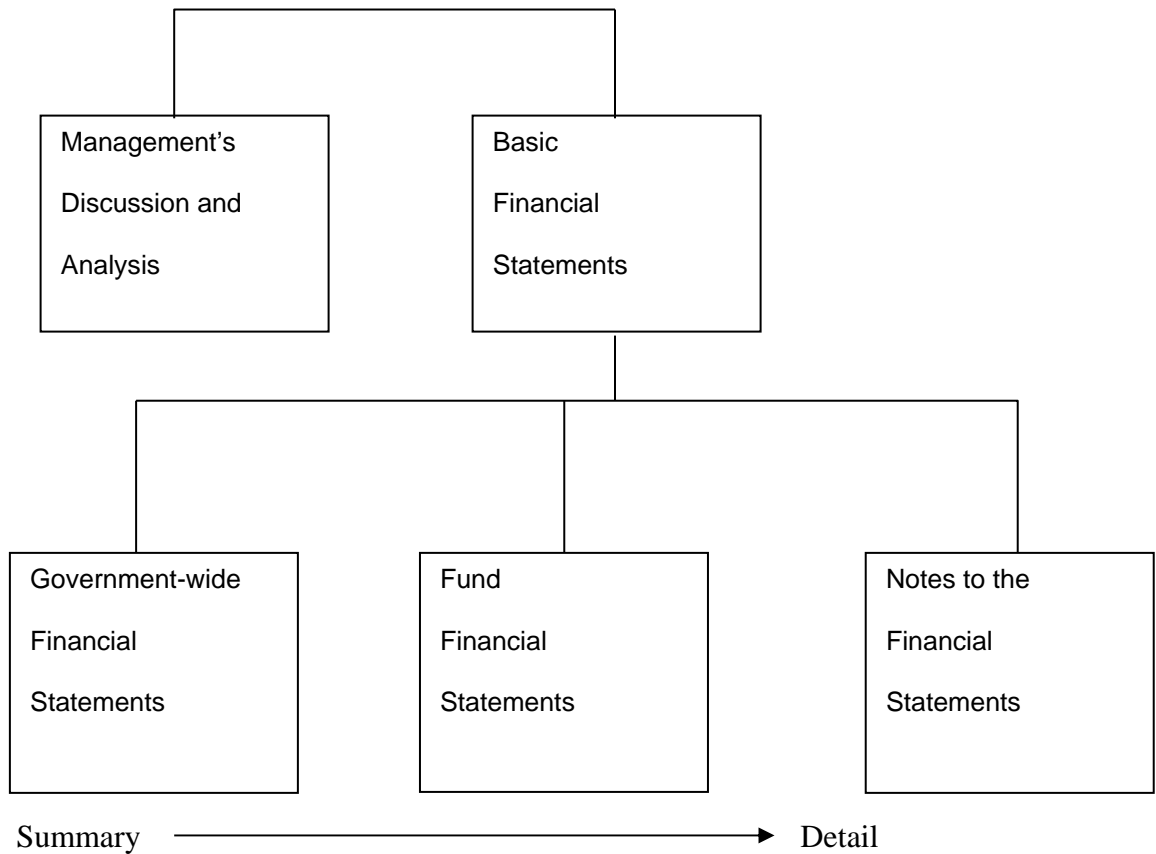 Management’s
Discussion and
Analysis
Basic
Financial
Statements
Government-wide
Financial
Statements
Fund
Financial
Statements
Notes to the
Financial
Statements
Summary
Detail